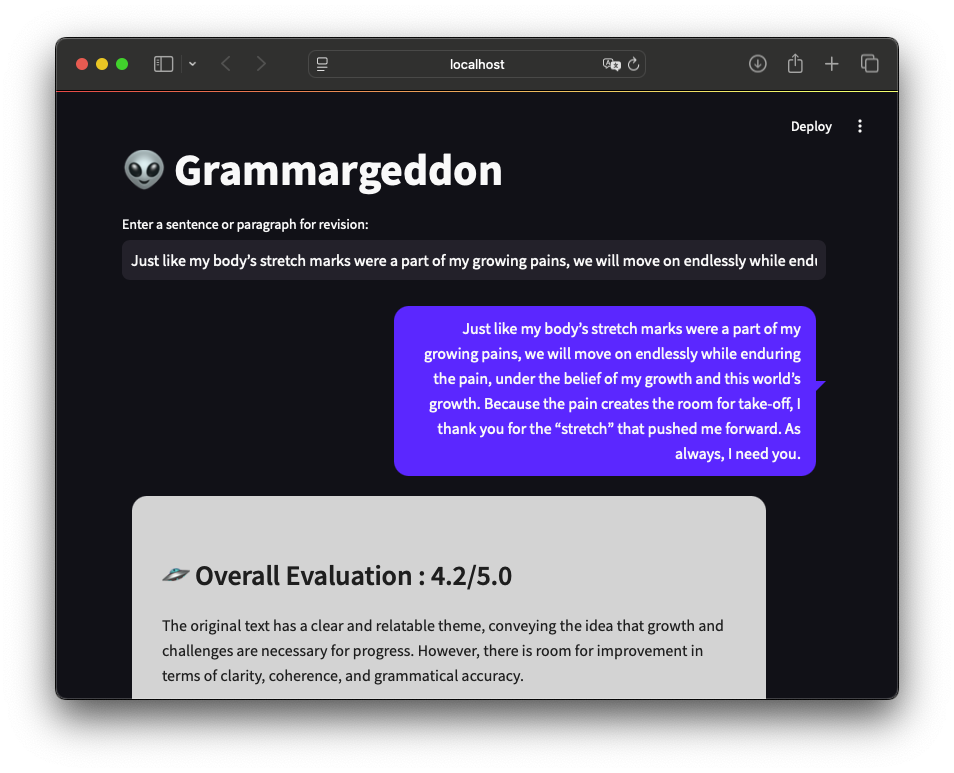 localhost
Deploy
Grammargeddon
Enter a sentence or paragraph for revision:
Just like my body’s stretch marks were a part of my growing pains, we will move on endlessly while endu
Just like my body’s stretch marks were a part of my
growing pains, we will move on endlessly while enduring
the pain, under the belief of my growth and this world’s
growth. Because the pain creates the room for take-off, I
thank you for the “stretch” that pushed me forward. As
always, I need you.
Overall Evaluation : 4.2/5.0
The original text has a clear and relatable theme, conveying the idea that growth and
challenges are necessary for progress. However, there is room for improvement in
terms of clarity, coherence, and grammatical accuracy.